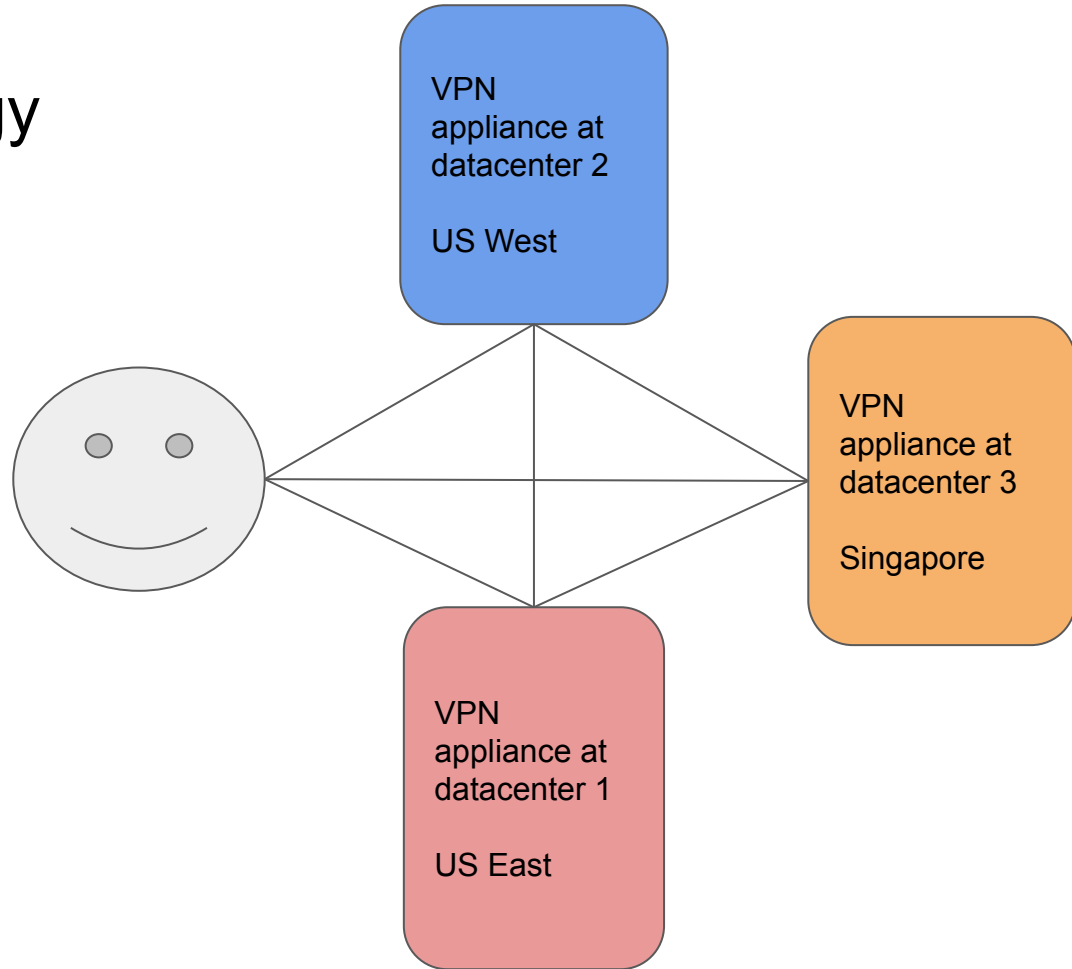 gy
VPN
appliance at
datacenter 2
US West
VPN
appliance at
datacenter 3
Singapore
VPN
appliance at
datacenter 1
US East